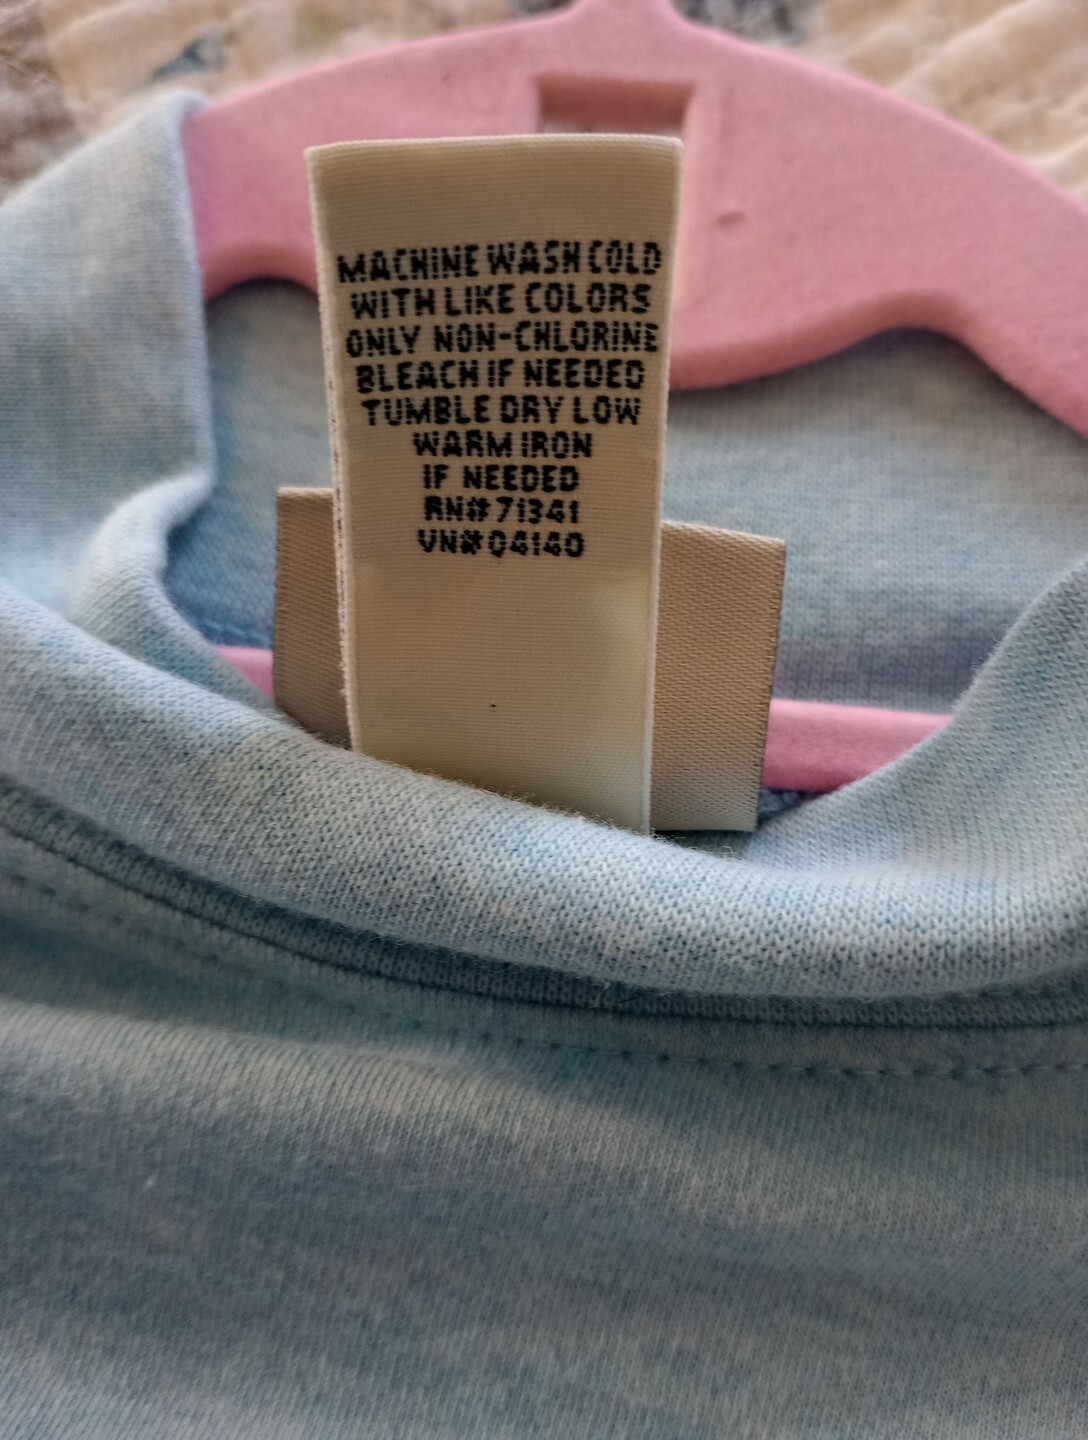 MACHINE WASH COLD
WITH LIKE COLORS
ONLY NON-CHLORINE
BLEACH IF NEEDED
TUMBLE DRY LOW
WARM IRON
IF NEEDED
RN# 71341
VN# 04140